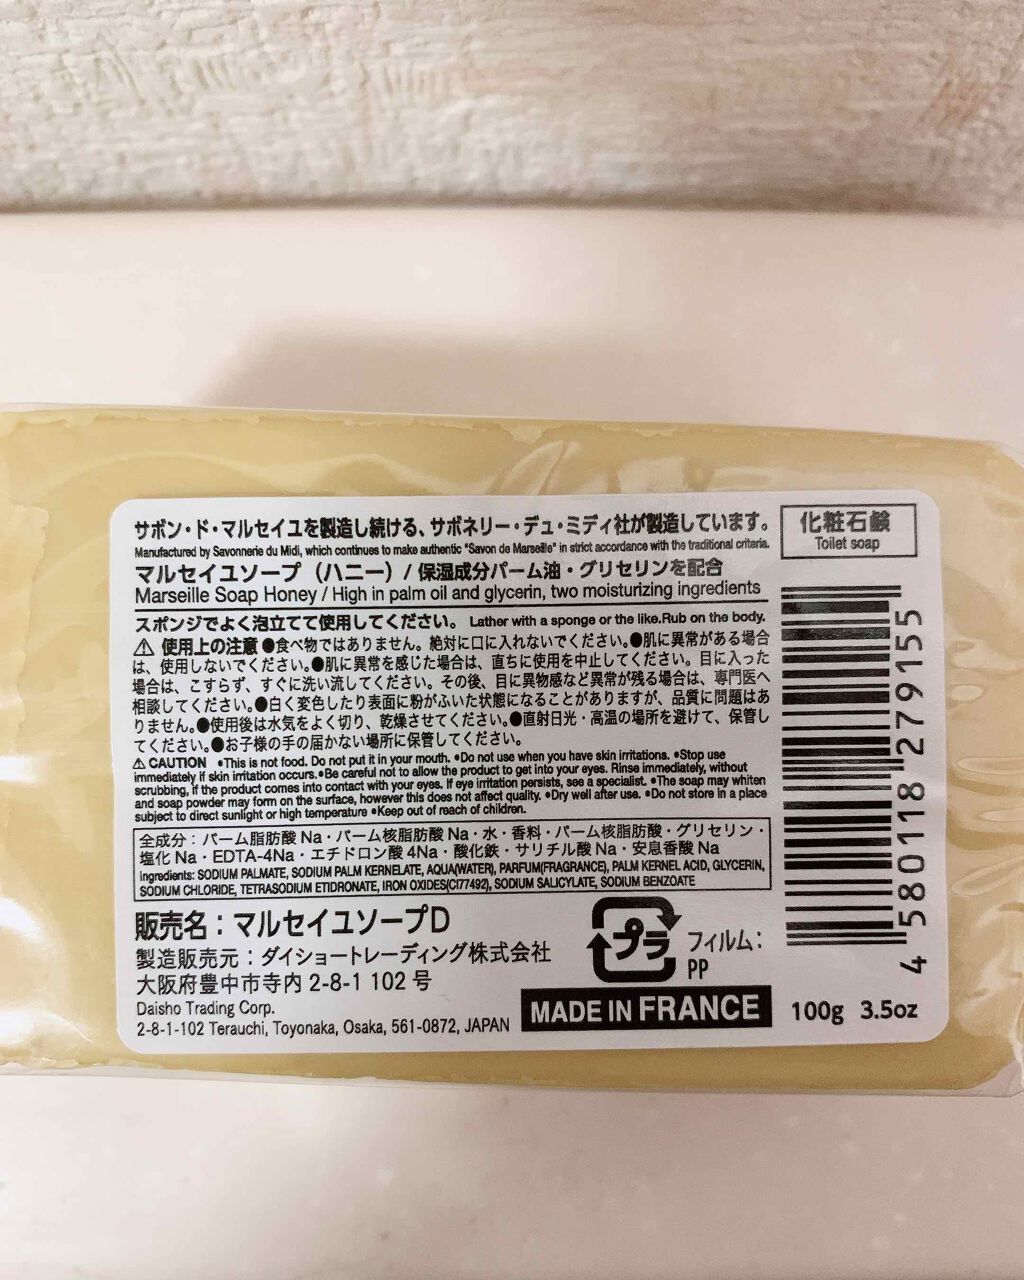 サボン・ド・マルセイユを製造し続ける、サボネリー・デュ・ミディ社が製造しています。
Manufactured by Savonnerie du Midi, which continues to make authentic "Savon de Marseille" in strict accordance with the traditional criteria.
マルセイユソープ（ハニー）/ 保湿成分パーム油・グリセリンを配合
Marseille Soap Honey / High in palm oil and glycerin, two moisturizing ingredients
化粧石鹸
Toilet soap
スポンジでよく泡立てて使用してください。 Lather with a sponge or the like.Rub on the body.
⚠ 使用上の注意 ●食べ物ではありません。絶対に口に入れないでください。●肌に異常がある場合
は、使用しないでください。●肌に異常を感じた場合は、直ちに使用を中止してください。目に入った
場合は、こすらず、すぐに洗い流してください。その後、目に異物感など異常が残る場合は、専門医へ
相談してください。●白く変色したり表面に粉がふいた状態になることがありますが、品質に問題はあ
りません。●使用後は水気をよく切り、乾燥させてください。●直射日光・高温の場所を避けて、保管し
てください。●お子様の手の届かない場所に保管してください。
⚠ CAUTION •This is not food. Do not put it in your mouth. •Do not use when you have skin irritations. •Stop use
immediately if skin irritation occurs.•Be careful not to allow the product to get into your eyes. Rinse immediately, without
scrubbing, if the product comes into contact with your eyes. If eye irritation persists, see a specialist. •The soap may whiten
and soap powder may form on the surface, however this does not affect quality. •Dry well after use. •Do not store in a place
subject to direct sunlight or high temperature •Keep out of reach of children.
全成分：パーム脂肪酸 Na・パーム核脂肪酸 Na・水・香料・パーム核脂肪酸・グリセリン・
塩化 Na・EDTA-4Na・エチドロン酸 4Na・酸化鉄・サリチル酸 Na・安息香酸 Na
Ingredients: SODIUM PALMATE, SODIUM PALM KERNELATE, AQUA(WATER), PARFUM(FRAGRANCE), PALM KERNEL ACID, GLYCERIN,
SODIUM CHLORIDE, TETRASODIUM ETIDRONATE, IRON OXIDES(CI77492), SODIUM SALICYLATE, SODIUM BENZOATE
販売名：マルセイユソープD
製造販売元：ダイショートレーディング株式会社
大阪府豊中市寺内 2-8-1 102 号
Daisho Trading Corp.
2-8-1-102 Terauchi, Toyonaka, Osaka, 561-0872, JAPAN
プラ
フィルム：
PP
MADE IN FRANCE
100g 3.5oz
4 580118 279155